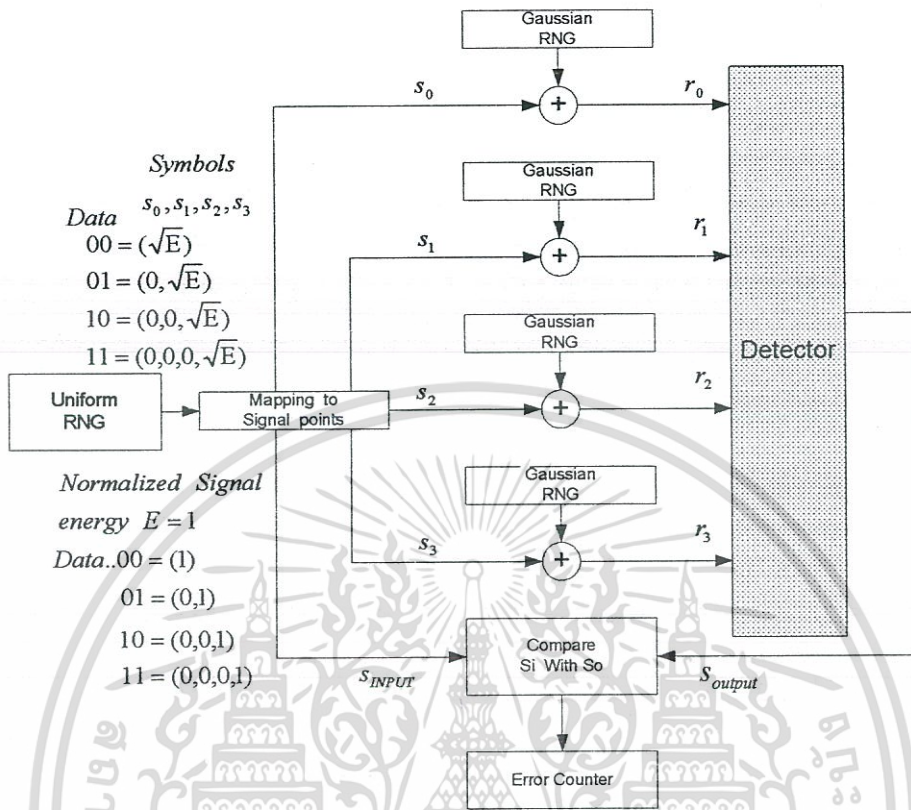 Gaussian
RNG
s₀
r₀
Symbols
Data s₀, s₁, s₂, s₃
00 = (√E)
01 = (0,√E)
10 = (0,0,√E)
11 = (0,0,0,√E)
Gaussian
RNG
s₁
r₁
Gaussian
RNG
Detector
Uniform
RNG
Mapping to
Signal points
s₂
r₂
Normalized Signal
energy E = 1
Data..00 = (1)
01 = (0,1)
10 = (0,0,1)
11 = (0,0,0,1)
Gaussian
RNG
s₃
r₃
Compare
Si With So
s_INPUT
s_output
Error Counter